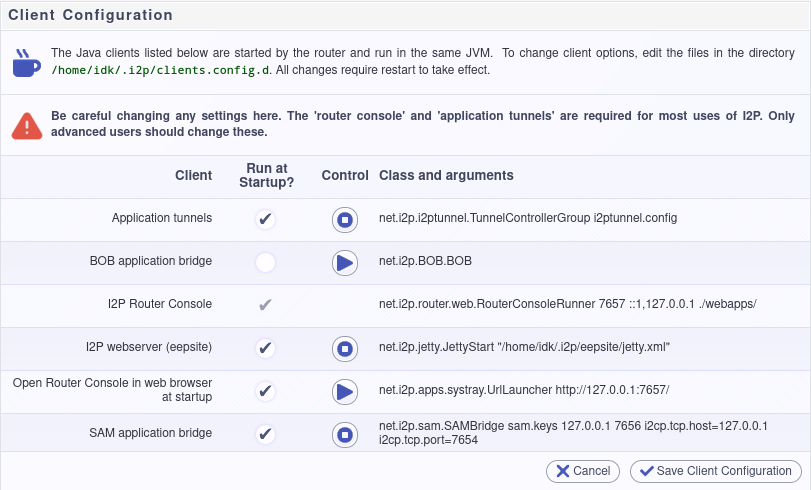 Client Configuration
The Java clients listed below are started by the router and run in the same JVM. To change client options, edit the files in the directory
/home/idk/.i2p/clients.config.d. All changes require restart to take effect.
Be careful changing any settings here. The 'router console' and 'application tunnels' are required for most uses of I2P. Only
advanced users should change these.
Client Run at Startup? Control Class and arguments
Application tunnels net.i2p.i2ptunnel.TunnelControllerGroup i2ptunnel.config
BOB application bridge net.i2p.BOB.BOB
I2P Router Console net.i2p.router.web.RouterConsoleRunner 7657 ::1,127.0.0.1 ./webapps/
I2P webserver (eepsite) net.i2p.jetty.JettyStart "/home/idk/.i2p/eepsite/jetty.xml"
Open Router Console in web browser
at startup
net.i2p.apps.systray.UrlLauncher http://127.0.0.1:7657/
SAM application bridge
net.i2p.sam.SAMBridge sam.keys 127.0.0.1 7656 i2cp.tcp.host=127.0.0.1
i2cp.tcp.port=7654
Cancel Save Client Configuration